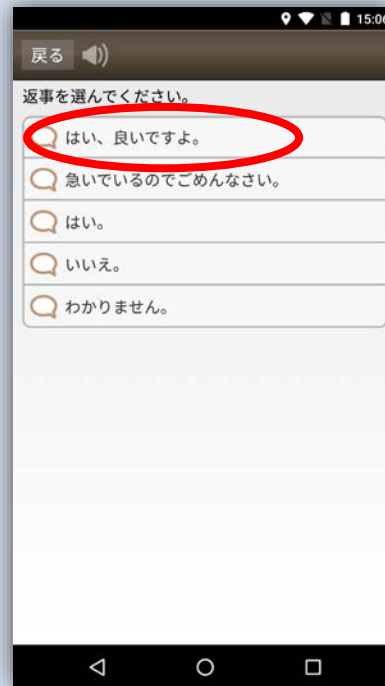 15:06
戻る
返事を選んでください。
はい、良いですよ。
急いでいるのでごめんなさい。
はい。
いいえ。
わかりません。